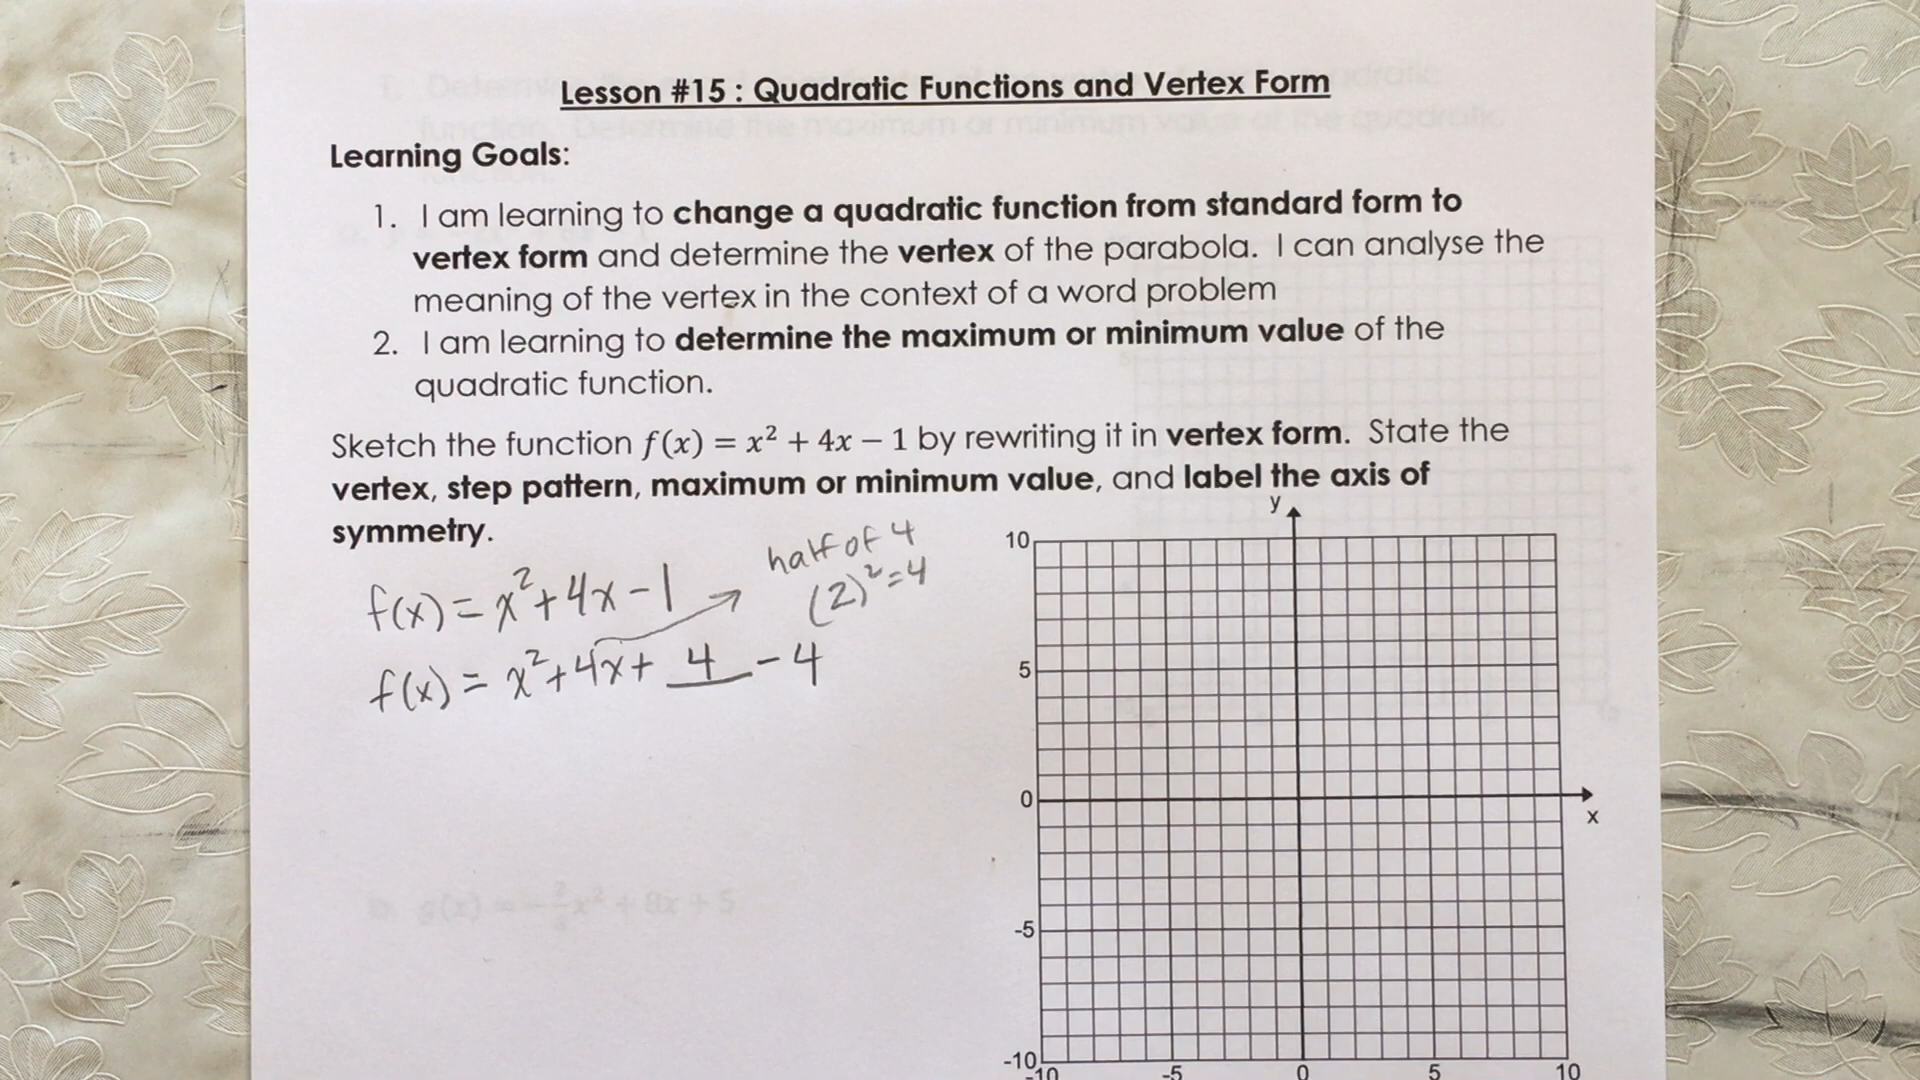 Lesson #15 : Quadratic Functions and Vertex Form
Learning Goals:
1. I am learning to change a quadratic function from standard form to
vertex form and determine the vertex of the parabola. I can analyse the
meaning of the vertex in the context of a word problem
2. I am learning to determine the maximum or minimum value of the
quadratic function.
Sketch the function f(x) = x² + 4x − 1 by rewriting it in vertex form. State the
vertex, step pattern, maximum or minimum value, and label the axis of
symmetry.
half of 4
(2)²=4
f(x) = x²+4x-1
f(x) = x²+4x+ 4 -4
y
10
5
0
x
-5
-10
-10 -5 0 5 10